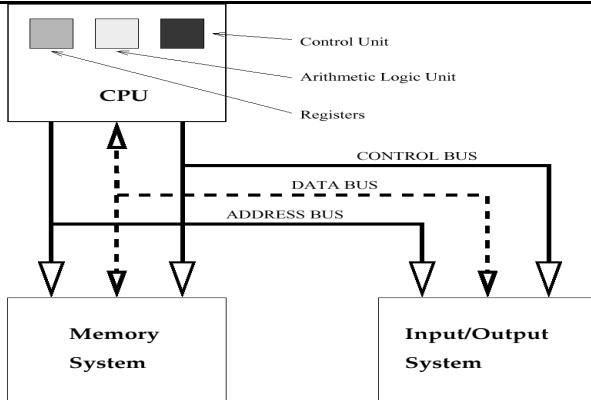 Control Unit
Arithmetic Logic Unit
CPU
Registers
CONTROL BUS
DATA BUS
ADDRESS BUS
Memory
System
Input/Output
System